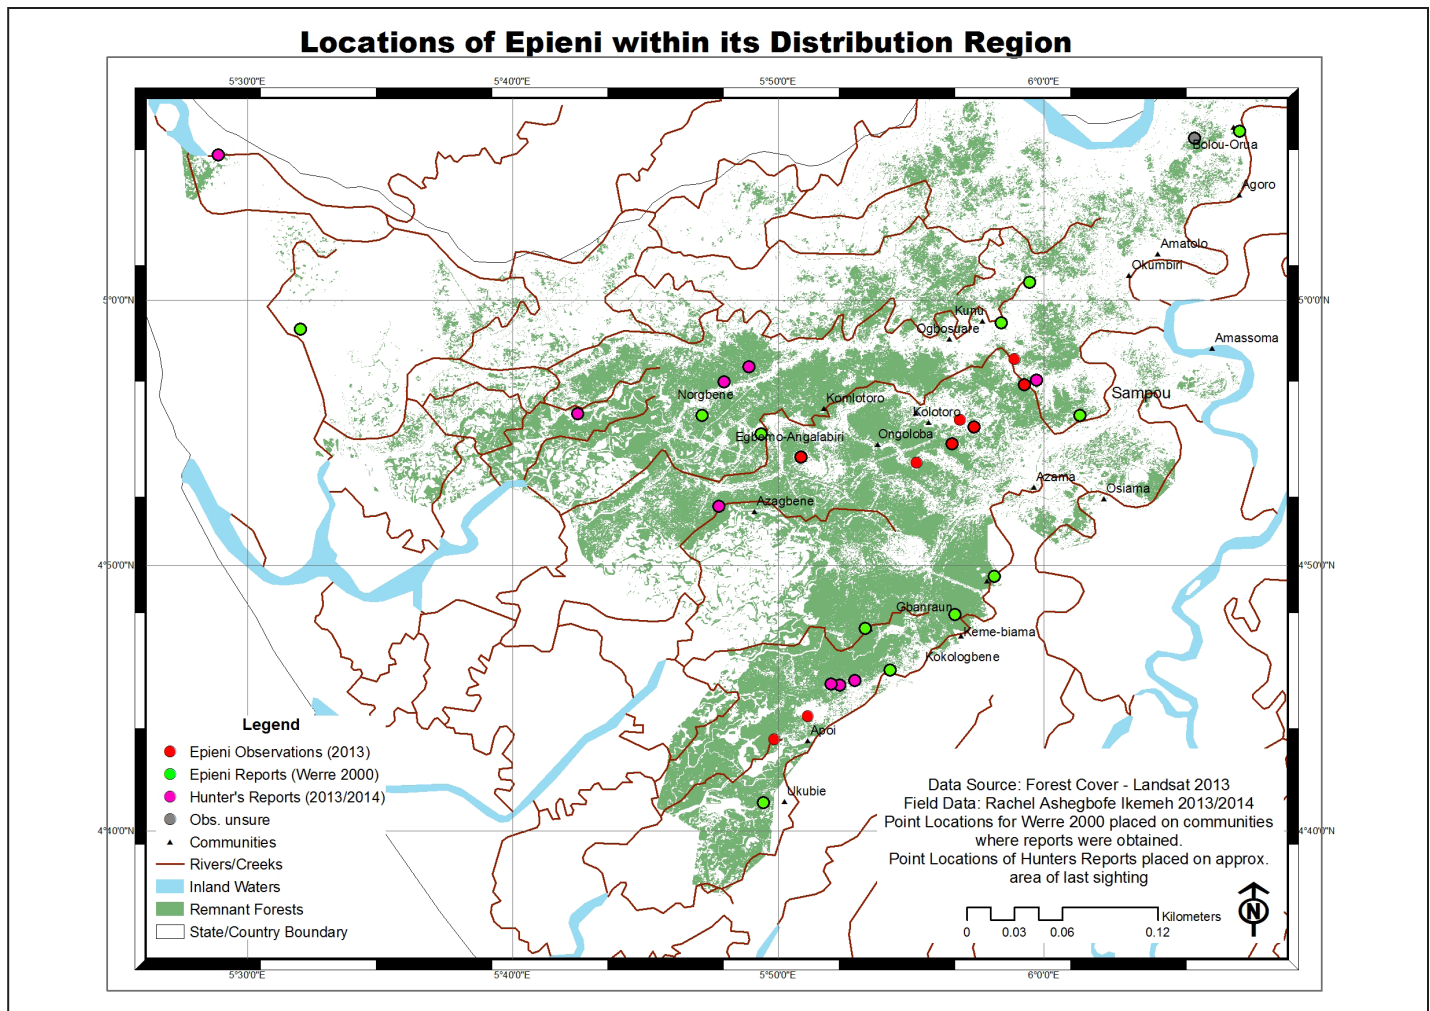 Locations of Epieni within its Distribution Region
5°30'0"E
5°40'0"E
5°50'0"E
6°0'0"E
Bolou-Orua
Agoro
Amatolo
Okumbiri
5°0'0"N
5°0'0"N
Kunu
Ogbosuare
Amassoma
Norgbene
Komlotoro
Sampou
Kolotoro
Egbomo-Angalabiri
Ongoloba
Azama
Osiama
Azagbene
4°50'0"N
4°50'0"N
Gbanraun
Keme-biama
Kokologbene
Apoi
Ukubie
4°40'0"N
4°40'0"N
Legend
Epieni Observations (2013)
Epieni Reports (Werre 2000)
Hunter's Reports (2013/2014)
Obs. unsure
Communities
Rivers/Creeks
Inland Waters
Remnant Forests
State/Country Boundary
Data Source: Forest Cover - Landsat 2013
Field Data: Rachel Ashegbofe Ikemeh 2013/2014
Point Locations for Werre 2000 placed on communities
where reports were obtained.
Point Locations of Hunters Reports placed on approx.
area of last sighting
N
Kilometers
0 0.03 0.06 0.12
5°30'0"E
5°40'0"E
5°50'0"E
6°0'0"E